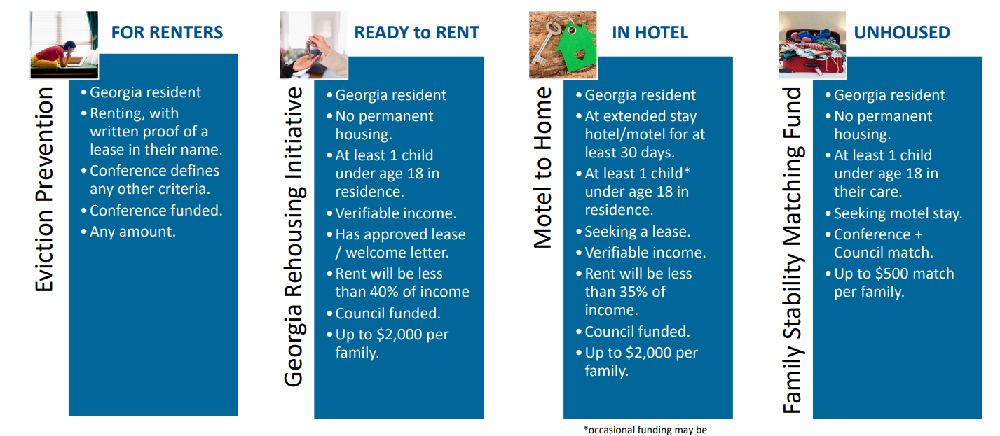 FOR RENTERS
Eviction Prevention
• Georgia resident
• Renting, with
written proof of a
lease in their name.
• Conference defines
any other criteria.
• Conference funded.
• Any amount.
READY to RENT
Georgia Rehousing Initiative
• Georgia resident
• No permanent
housing.
• At least 1 child
under age 18 in
residence.
• Verifiable income.
• Has approved lease
/ welcome letter.
• Rent will be less
than 40% of income
• Council funded.
• Up to $2,000 per
family.
IN HOTEL
Motel to Home
• Georgia resident
• At extended stay
hotel/motel for at
least 30 days.
• At least 1 child*
under age 18 in
residence.
• Seeking a lease.
• Verifiable income.
• Rent will be less
than 35% of
income.
• Council funded.
• Up to $2,000 per
family.
*occasional funding may be
UNHOUSED
Family Stability Matching Fund
• Georgia resident
• No permanent
housing.
• At least 1 child
under age 18 in
their care.
• Seeking motel stay.
• Conference +
Council match.
• Up to $500 match
per family.